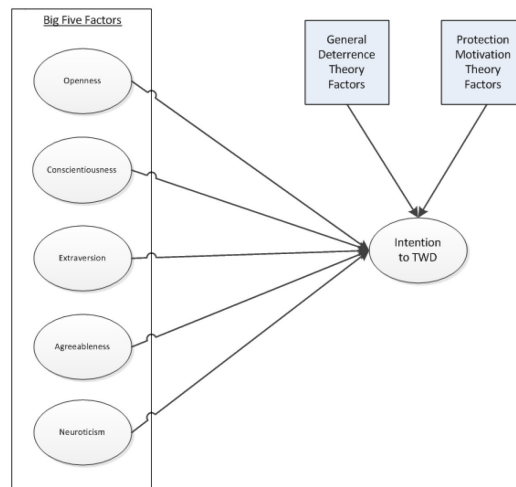 Big Five Factors
Openness
Conscientiousness
Extraversion
Agreeableness
Neuroticism
General
Deterrence
Theory
Factors
Protection
Motivation
Theory
Factors
Intention
to TWD